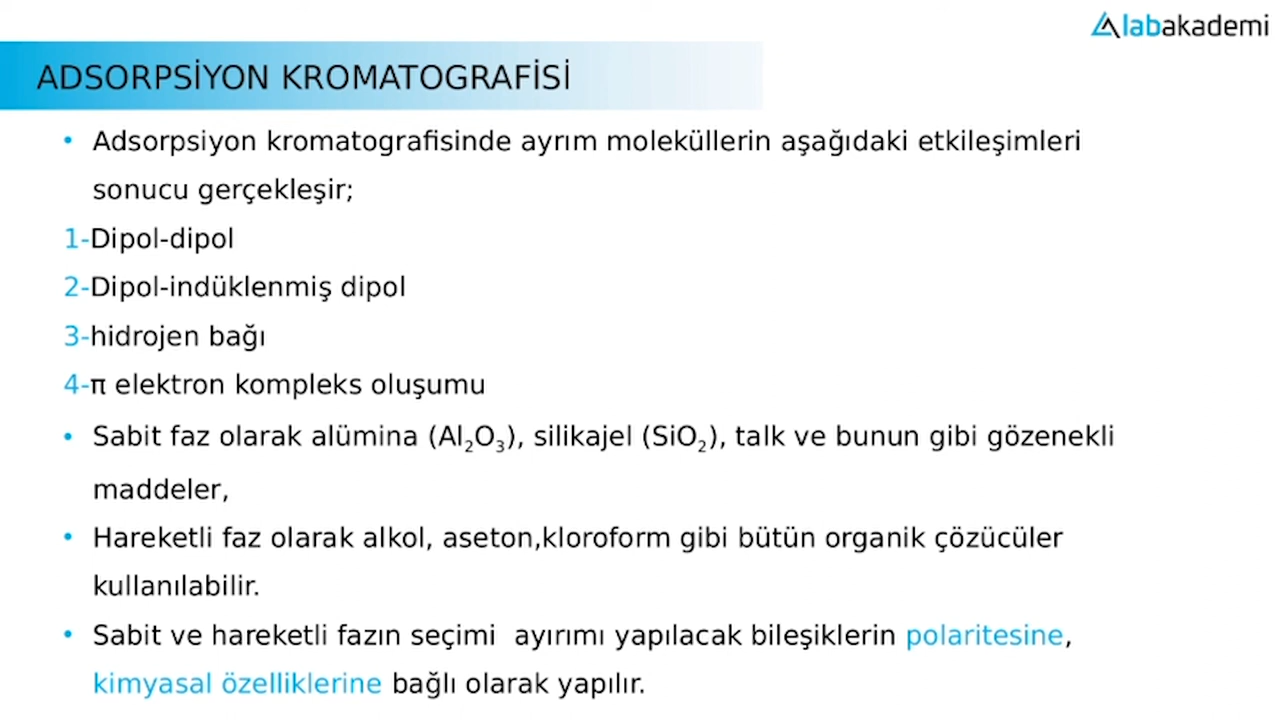 labakademi
ADSORPSİYON KROMATOGRAFİSİ
• Adsorpsiyon kromatografisinde ayrım moleküllerin aşağıdaki etkileşimleri
sonucu gerçekleşir;
1-Dipol-dipol
2-Dipol-indüklenmiş dipol
3-hidrojen bağı
4-π elektron kompleks oluşumu
• Sabit faz olarak alümina (Al₂O₃), silikajel (SiO₂), talk ve bunun gibi gözenekli
maddeler,
• Hareketli faz olarak alkol, aseton,kloroform gibi bütün organik çözücüler
kullanılabilir.
• Sabit ve hareketli fazın seçimi  ayırımı yapılacak bileşiklerin polaritesine,
kimyasal özelliklerine bağlı olarak yapılır.